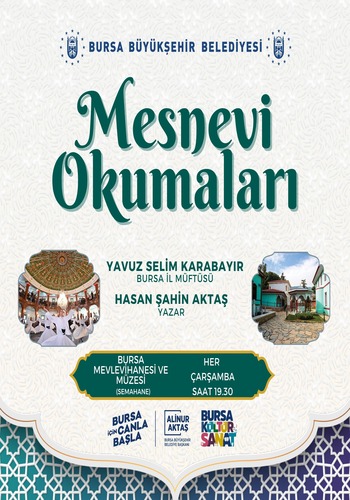 BURSA BÜYÜKŞEHİR BELEDİYESİ
Mesnevi
Okumaları
YAVUZ SELİM KARABAYIR
BURSA İL MÜFTÜSÜ
HASAN ŞAHİN AKTAŞ
YAZAR
BURSA
MEVLEVİHANESİ VE
MÜZESİ
(SEMAHANE)
HER
ÇARŞAMBA
SAAT 19.30
BURSA
İÇİN CANLA
BAŞLA
ALİNUR
AKTAŞ
BURSA BÜYÜKŞEHİR
BELEDİYE BAŞKANI
BURSA
KÜLTÜR
SANAT